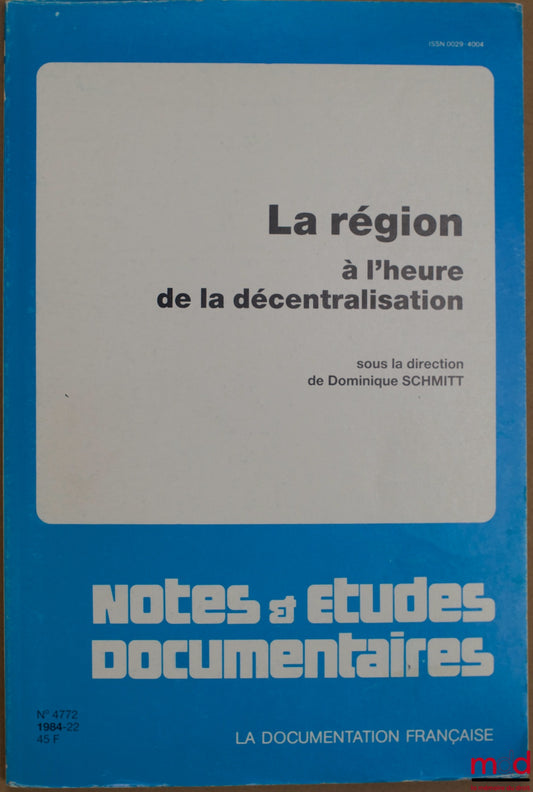 ISSN 0029-4004
La région
à l'heure
de la décentralisation
sous la direction
de Dominique SCHMITT
Notes & Etudes
Documentaires
N° 4772
1984-22
45 F
LA DOCUMENTATION FRANÇAISE